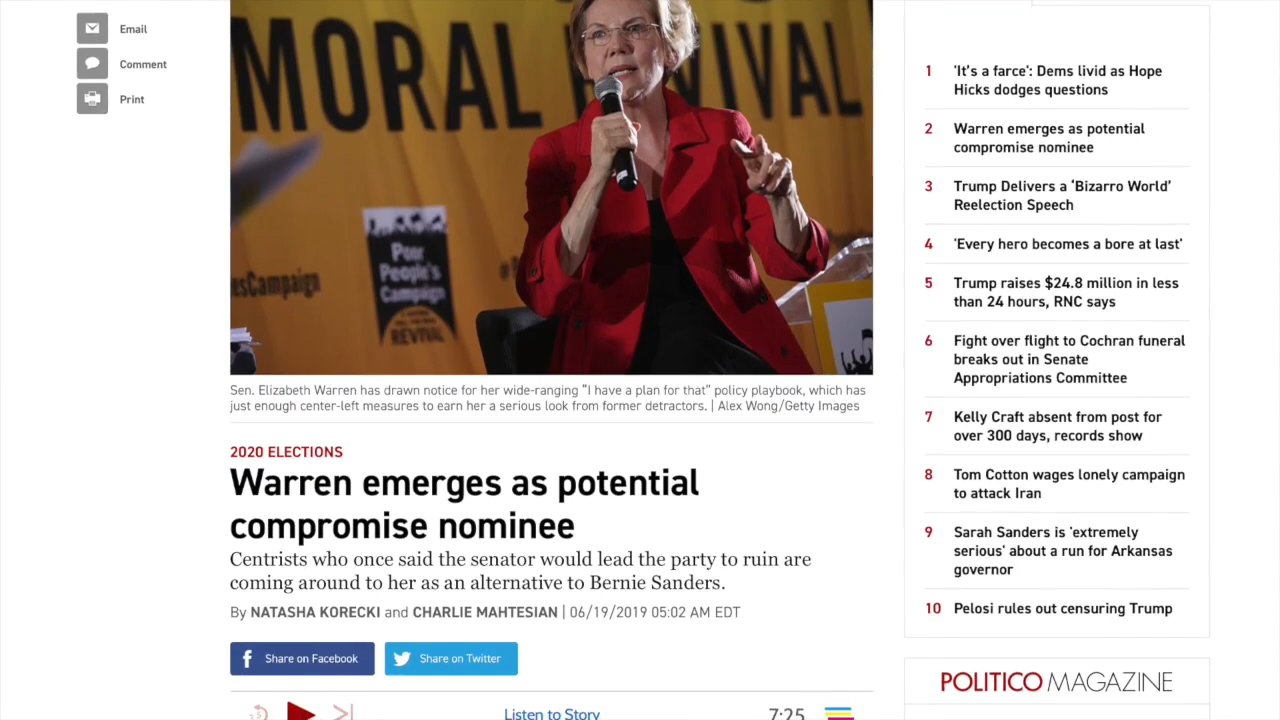 Email
Comment
Print
MORAL REVIVAL
Poor
People's
Campaign
REVIVAL
esCampaign
Sen. Elizabeth Warren has drawn notice for her wide-ranging "I have a plan for that" policy playbook, which has
just enough center-left measures to earn her a serious look from former detractors. | Alex Wong/Getty Images
2020 ELECTIONS
Warren emerges as potential
compromise nominee
Centrists who once said the senator would lead the party to ruin are
coming around to her as an alternative to Bernie Sanders.
By NATASHA KORECKI and CHARLIE MAHTESIAN | 06/19/2019 05:02 AM EDT
Share on Facebook
Share on Twitter
5
Listen to Story
7:25
1 'It's a farce': Dems livid as Hope
Hicks dodges questions
2 Warren emerges as potential
compromise nominee
3 Trump Delivers a ‘Bizarro World’
Reelection Speech
4 'Every hero becomes a bore at last'
5 Trump raises $24.8 million in less
than 24 hours, RNC says
6 Fight over flight to Cochran funeral
breaks out in Senate
Appropriations Committee
7 Kelly Craft absent from post for
over 300 days, records show
8 Tom Cotton wages lonely campaign
to attack Iran
9 Sarah Sanders is 'extremely
serious' about a run for Arkansas
governor
10 Pelosi rules out censuring Trump
POLITICO MAGAZINE